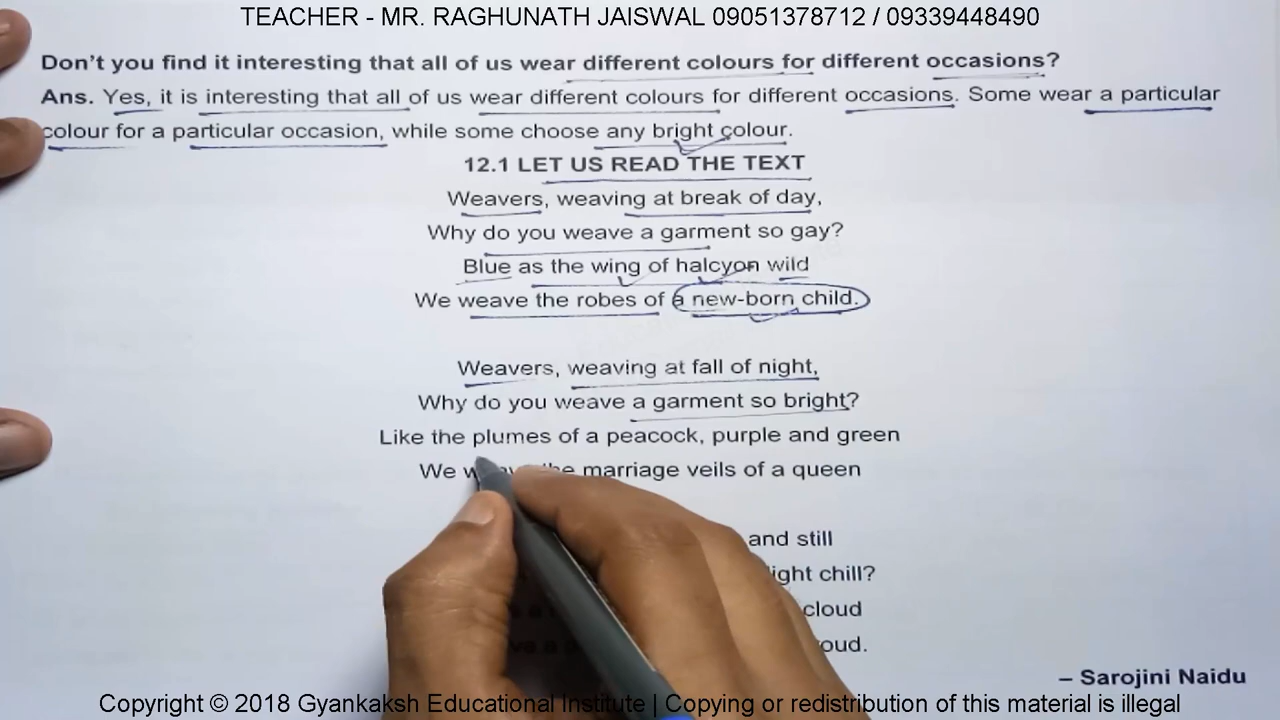 TEACHER - MR. RAGHUNATH JAISWAL 09051378712 / 09339448490
Don't you find it interesting that all of us wear different colours for different occasions?
Ans. Yes, it is interesting that all of us wear different colours for different occasions. Some wear a particular
colour for a particular occasion, while some choose any bright colour.
12.1 LET US READ THE TEXT
Weavers, weaving at break of day,
Why do you weave a garment so gay?
Blue as the wing of halcyon wild
We weave the robes of a new-born child.
Weavers, weaving at fall of night,
Why do you weave a garment so bright?
Like the plumes of a peacock, purple and green
We marriage veils of a queen
and still
chill?
cloud
– Sarojini Naidu
Copyright © 2018 Gyankaksh Educational Institute | Copying or redistribution of this material is illegal